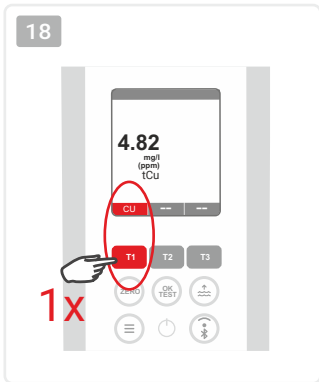 18
4.82
mg/l
(ppm)
tCu
CU -- --
T1 T2 T3
ZERO OK TEST
1x